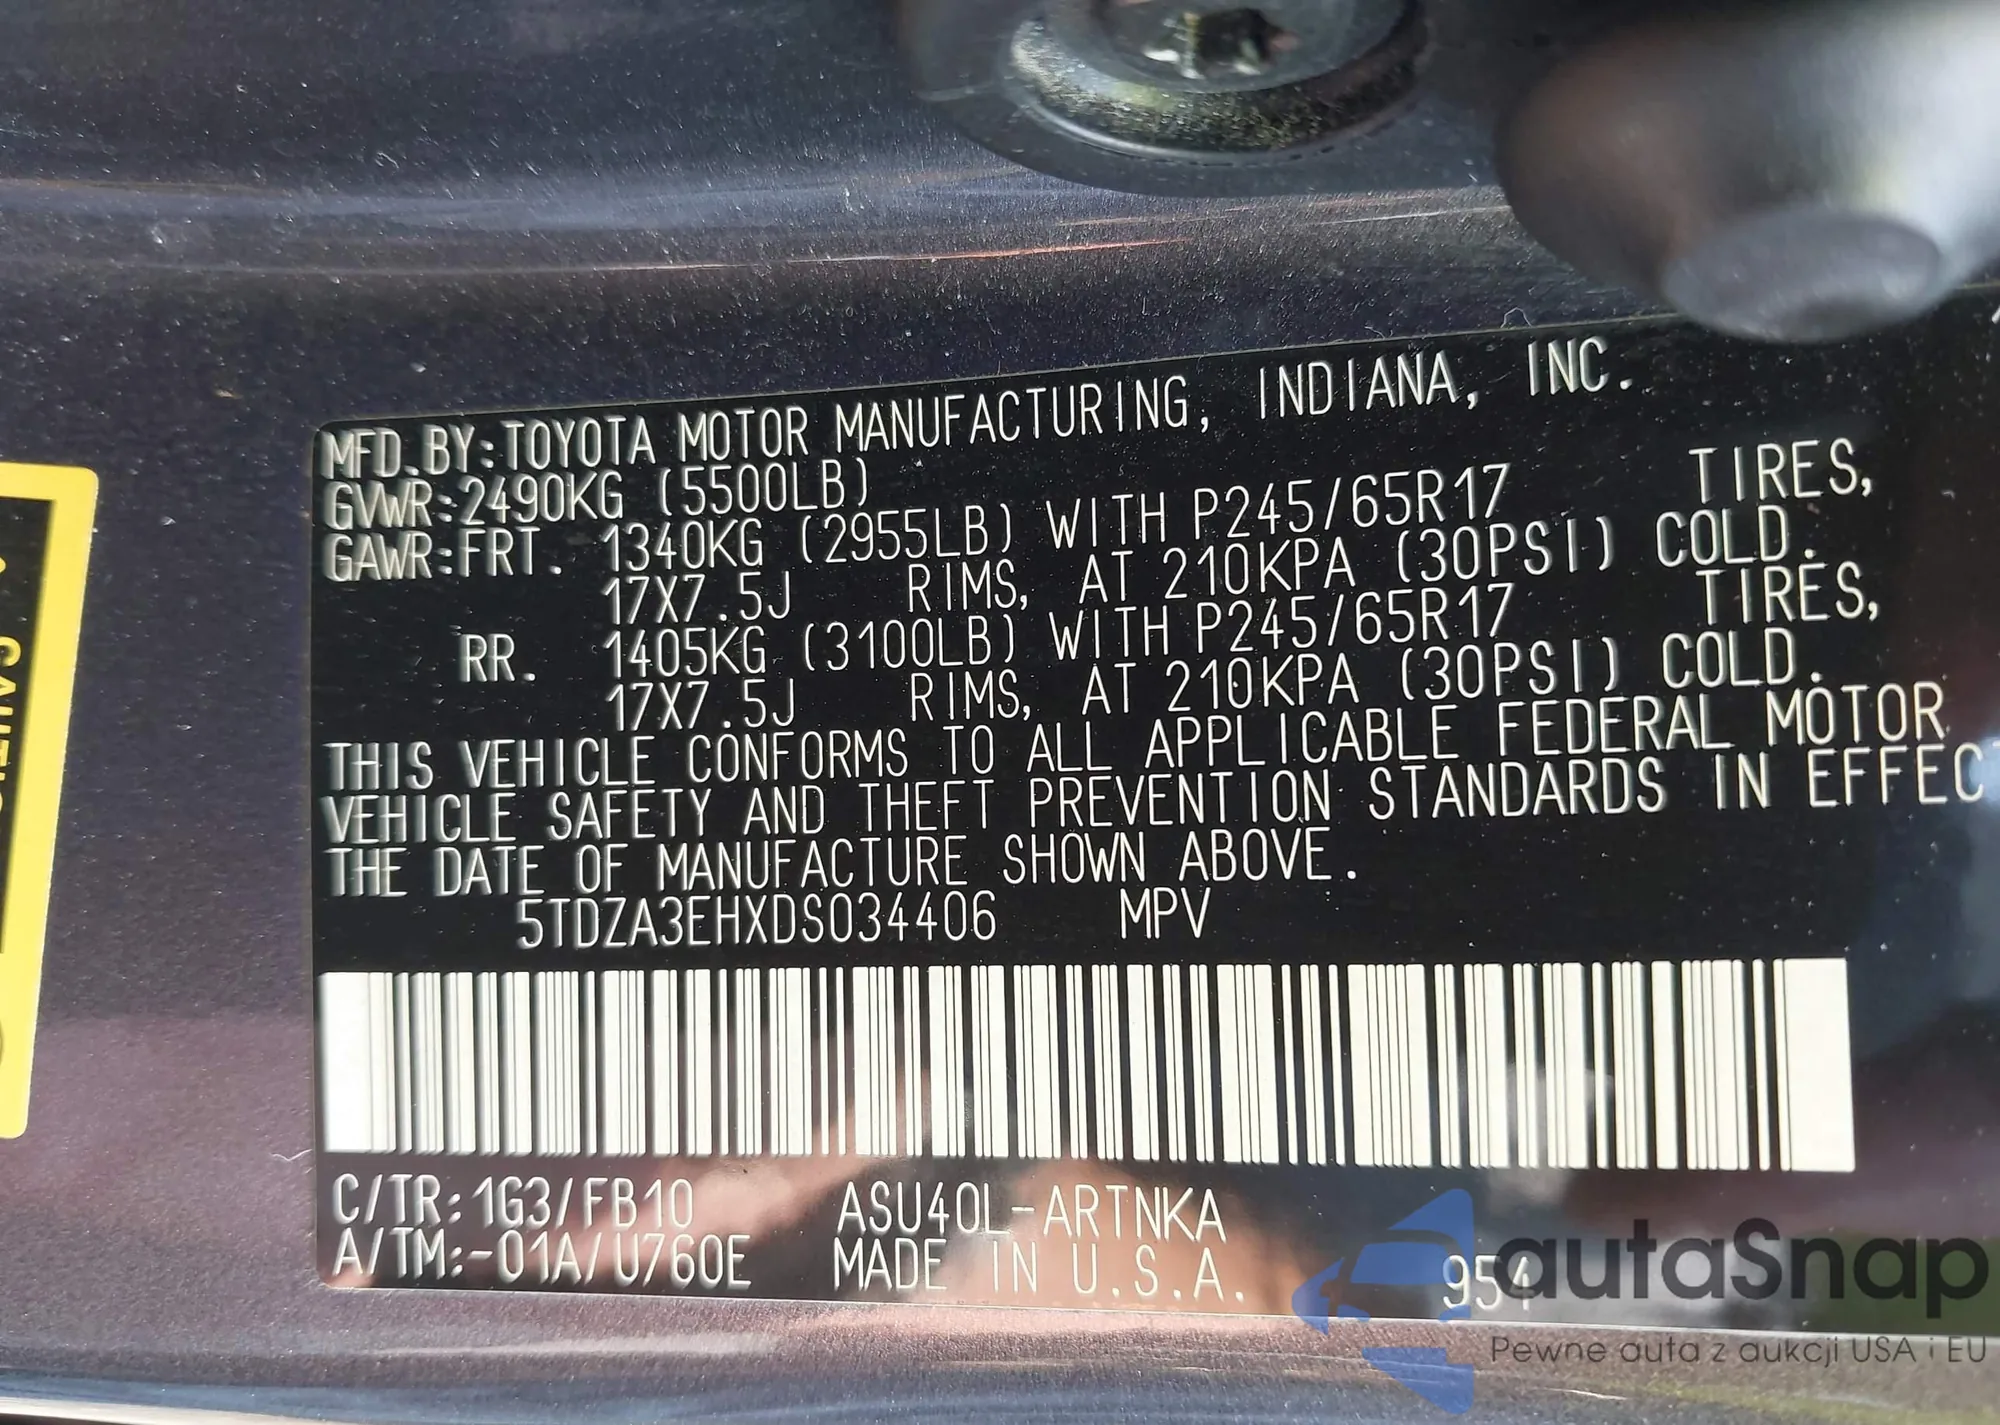 MFD.BY:TOYOTA MOTOR MANUFACTURING, INDIANA, INC.
GVWR:2490KG (5500LB)
GAWR:FRT. 1340KG (2955LB) WITH P245/65R17 TIRES,
17X7.5J RIMS, AT 210KPA (30PSI) COLD.
RR. 1405KG (3100LB) WITH P245/65R17 TIRES,
17X7.5J RIMS, AT 210KPA (30PSI) COLD.
THIS VEHICLE CONFORMS TO ALL APPLICABLE FEDERAL MOTOR
VEHICLE SAFETY AND THEFT PREVENTION STANDARDS IN EFFEC
THE DATE OF MANUFACTURE SHOWN ABOVE.
5TDZA3EHXDS034406 MPV
C/TR:1G3/FB10 ASU40L-ARTNKA
A/TM:-01A/U760E MADE IN U.S.A. 954
autaSnap
Pewne auta z aukcji USA i EU